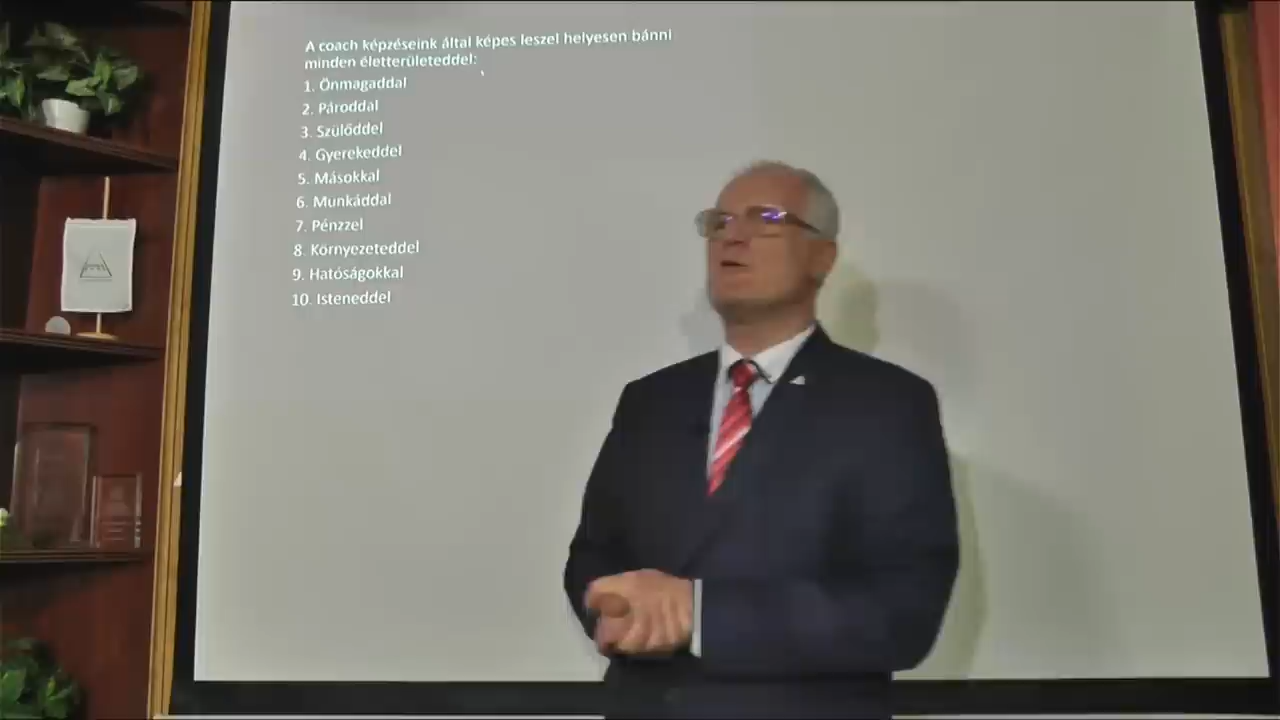 A coach képzéseink által képes leszel helyesen bánni
minden életterületeddel:
1. Önmagaddal
2. Pároddal
3. Szülőddel
4. Gyerekeddel
5. Másokkal
6. Munkáddal
7. Pénzzel
8. Környezeteddel
9. Hatóságokkal
10. Isteneddel